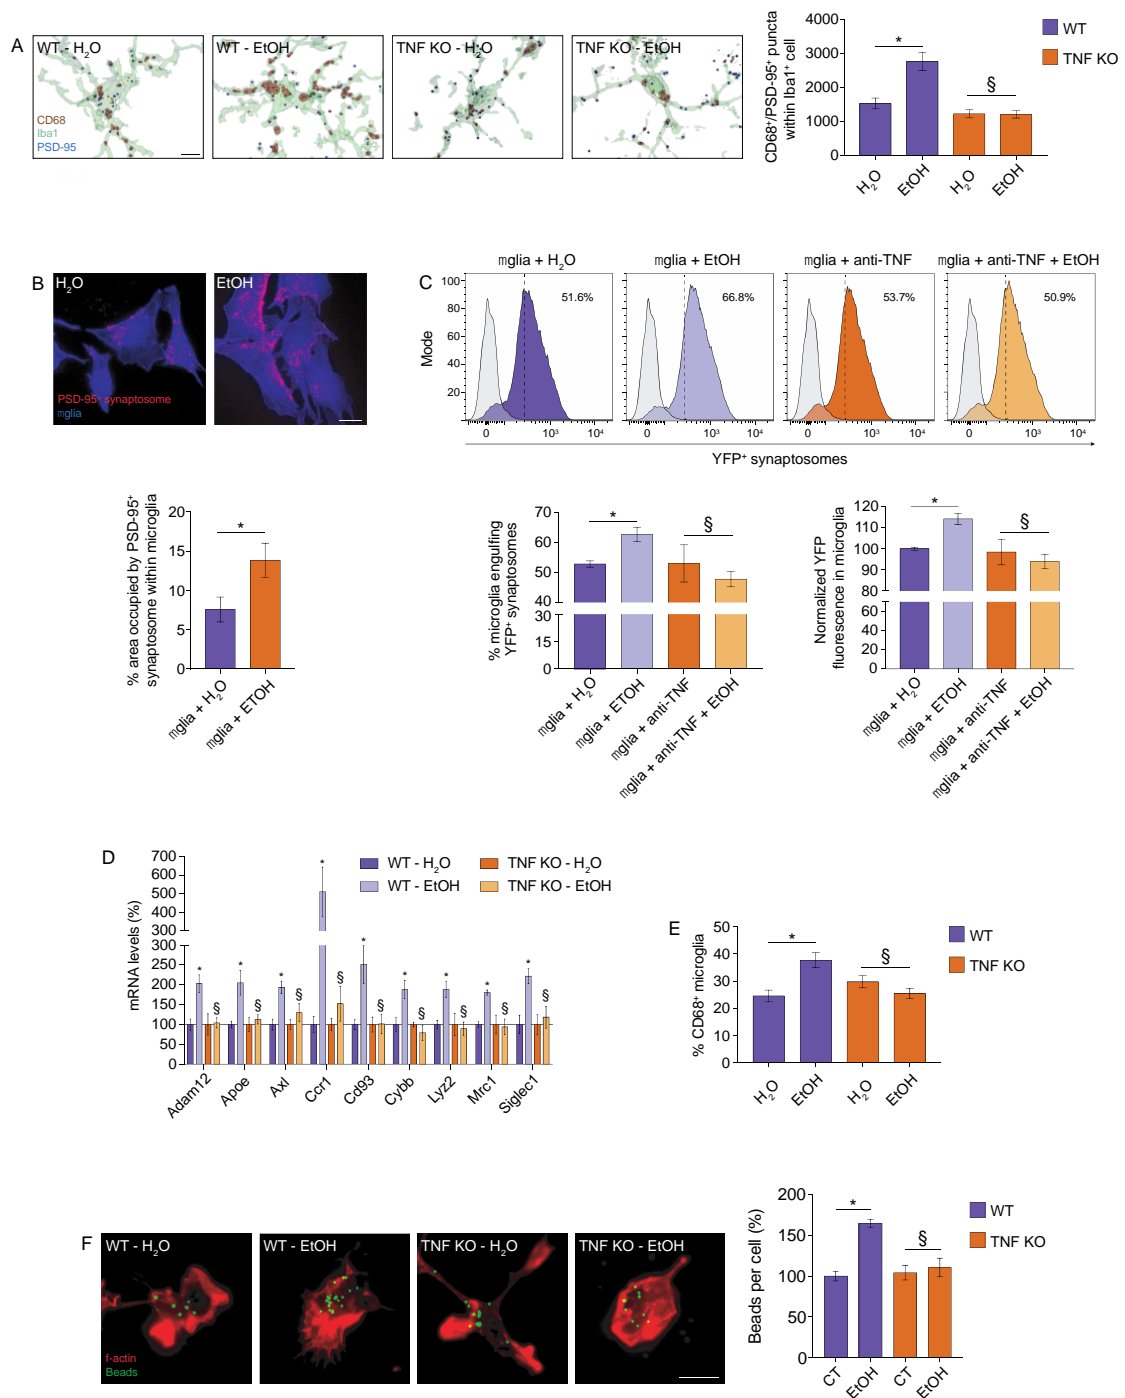 A
WT - H2O
WT - EtOH
TNF KO - H2O
TNF KO - EtOH
CD68
Iba1
PSD-95
CD68+/PSD-95+ puncta
within Iba1+ cell
4000
3000
2000
1000
0
*
§
H2O
EtOH
H2O
EtOH
WT
TNF KO
B
H2O
EtOH
PSD-95+ synaptosome
mglia
% area occupied by PSD-95+
synaptosome within microglia
20
15
10
5
0
*
mglia + H2O
mglia + ETOH
C
mglia + H2O
mglia + EtOH
mglia + anti-TNF
mglia + anti-TNF + EtOH
Mode
100
80
60
40
20
51.6%
66.8%
53.7%
50.9%
0 10³ 10⁴
0 10³ 10⁴
0 10³ 10⁴
0 10³ 10⁴
YFP+ synaptosomes
% microglia engulfing
YFP+ synaptosomes
70
60
50
40
30
15
0
*
§
mglia + H2O
mglia + ETOH
mglia + anti-TNF
mglia + anti-TNF + EtOH
Normalized YFP
fluorescence in microglia
120
110
100
90
80
70
60
40
20
0
*
§
mglia + H2O
mglia + ETOH
mglia + anti-TNF
mglia + anti-TNF + EtOH
D
mRNA levels (%)
700
600
500
400
300
300
250
200
150
100
50
0
WT - H2O
WT - EtOH
TNF KO - H2O
TNF KO - EtOH
* § * § * § * § * § * § * § * § * §
Adam12
Apoe
Axl
Ccr1
Cd93
Cybb
Lyz2
Mrc1
Siglec1
E
% CD68+ microglia
50
40
30
20
10
0
*
§
H2O
EtOH
H2O
EtOH
WT
TNF KO
F
WT - H2O
WT - EtOH
TNF KO - H2O
TNF KO - EtOH
f-actin
Beads
Beads per cell (%)
200
150
100
50
0
*
§
CT
EtOH
CT
EtOH
WT
TNF KO